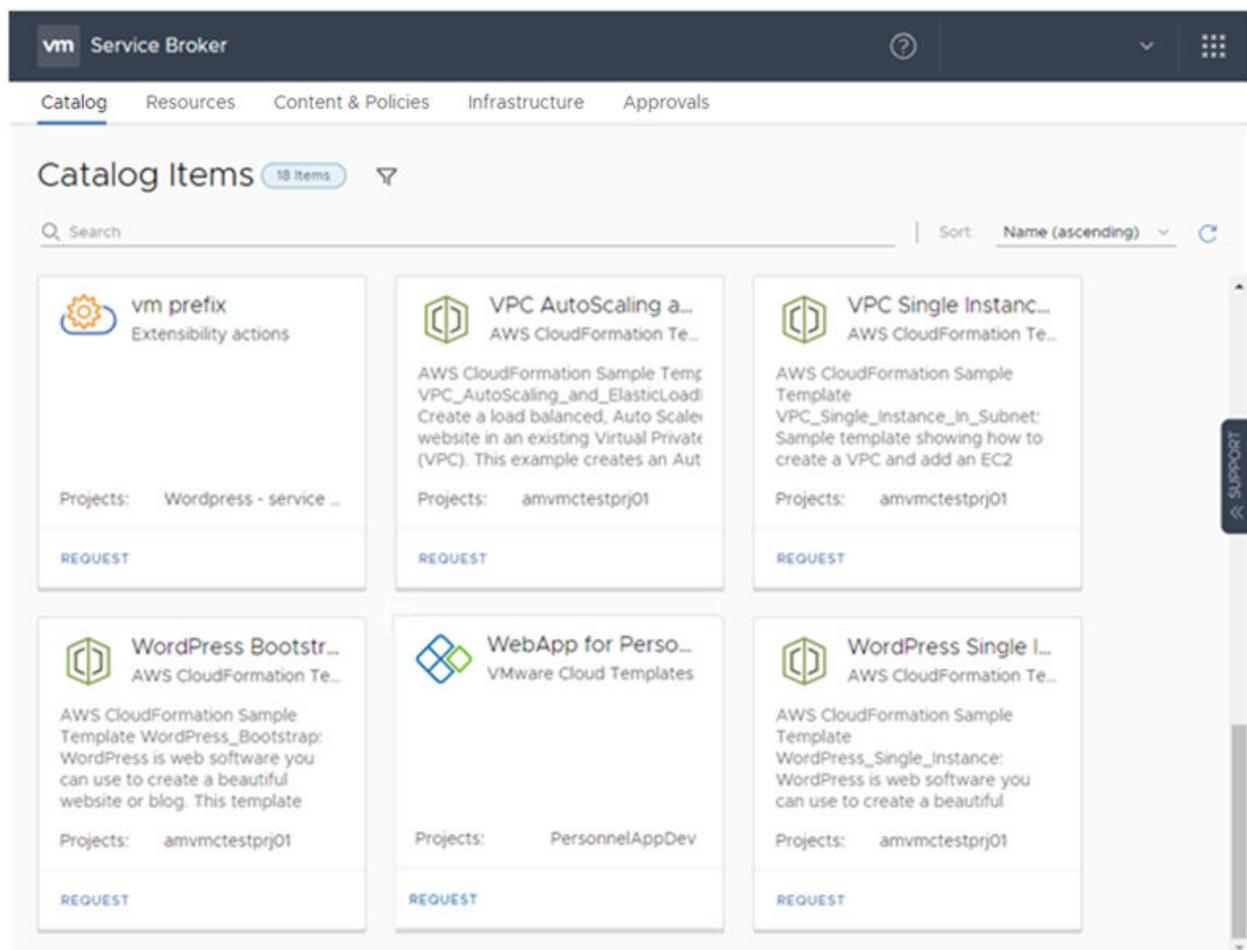 vm Service Broker
Catalog Resources Content & Policies Infrastructure Approvals
Catalog Items 18 Items
Search Sort: Name (ascending)
SUPPORT
vm prefix
Extensibility actions
Projects: Wordpress - service ...
REQUEST
VPC AutoScaling a...
AWS CloudFormation Te...
AWS CloudFormation Sample Temp
VPC_AutoScaling_and_ElasticLoad
Create a load balanced, Auto Scale
website in an existing Virtual Private
(VPC). This example creates an Aut
Projects: amvmctestprj01
REQUEST
VPC Single Instanc...
AWS CloudFormation Te...
AWS CloudFormation Sample
Template
VPC_Single_Instance_In_Subnet:
Sample template showing how to
create a VPC and add an EC2
Projects: amvmctestprj01
REQUEST
WordPress Bootstr...
AWS CloudFormation Te...
AWS CloudFormation Sample
Template WordPress_Bootstrap:
WordPress is web software you
can use to create a beautiful
website or blog. This template
Projects: amvmctestprj01
REQUEST
WebApp for Perso...
VMware Cloud Templates
Projects: PersonnelAppDev
REQUEST
WordPress Single I...
AWS CloudFormation Te...
AWS CloudFormation Sample
Template
WordPress_Single_Instance:
WordPress is web software you
can use to create a beautiful
Projects: amvmctestprj01
REQUEST